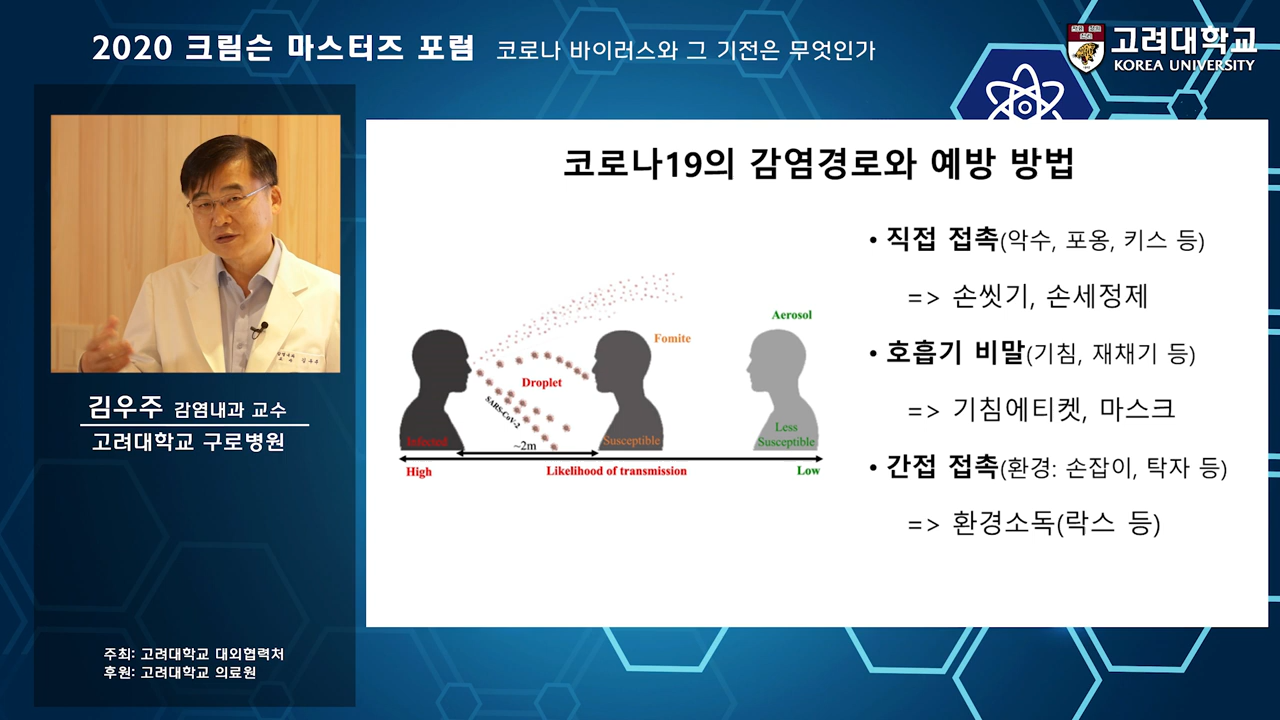 2020 크림슨 마스터즈 포럼 코로나 바이러스와 그 기전은 무엇인가
고려대학교
KOREA UNIVERSITY
김우주 감염내과 교수
고려대학교 구로병원
주최: 고려대학교 대외협력처
후원: 고려대학교 의료원
코로나19의 감염경로와 예방 방법
Aerosol
Fomite
Droplet
SARS-CoV-2
Infected
Susceptible
Less
Susceptible
~2m
High
Likelihood of transmission
Low
• 직접 접촉(악수, 포옹, 키스 등)
=> 손씻기, 손세정제
• 호흡기 비말(기침, 재채기 등)
=> 기침에티켓, 마스크
• 간접 접촉(환경: 손잡이, 탁자 등)
=> 환경소독(락스 등)